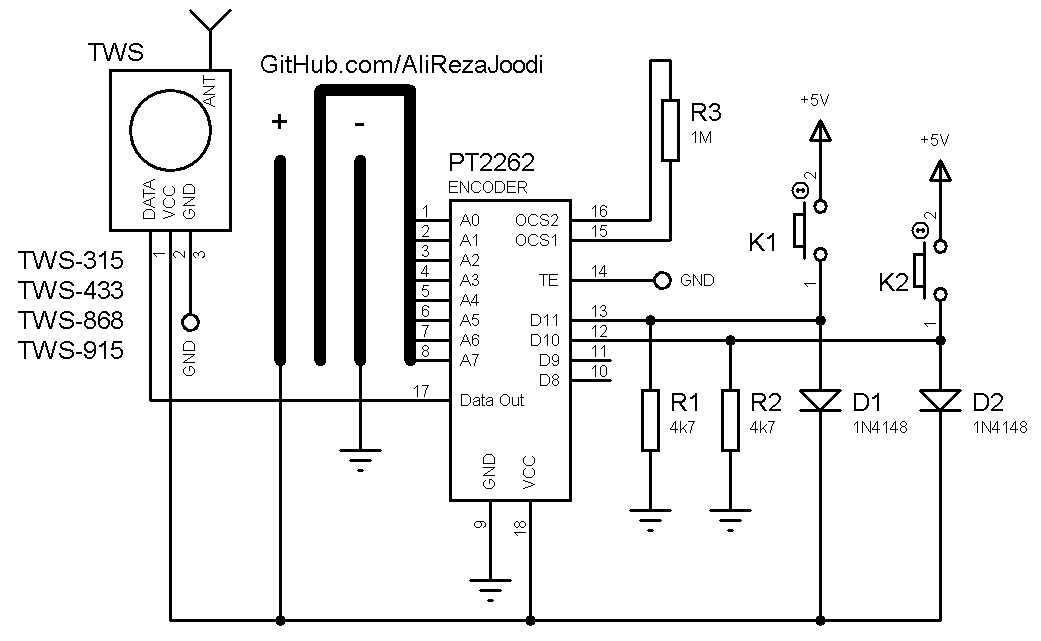 TWS
ANT
DATA
VCC
GND
1
2
3
GND
TWS-315
TWS-433
TWS-868
TWS-915
GitHub.com/AliRezaJoodi
+
-
PT2262
ENCODER
1 A0
2 A1
3 A2
4 A3
5 A4
6 A5
7 A6
8 A7
17 Data Out
OCS2 16
OCS1 15
TE 14
GND
D11 13
D10 12
D9 11
D8 10
GND
VCC
9
18
R3
1M
+5V
2
K1
1
+5V
2
K2
1
R1
4k7
R2
4k7
D1
1N4148
D2
1N4148